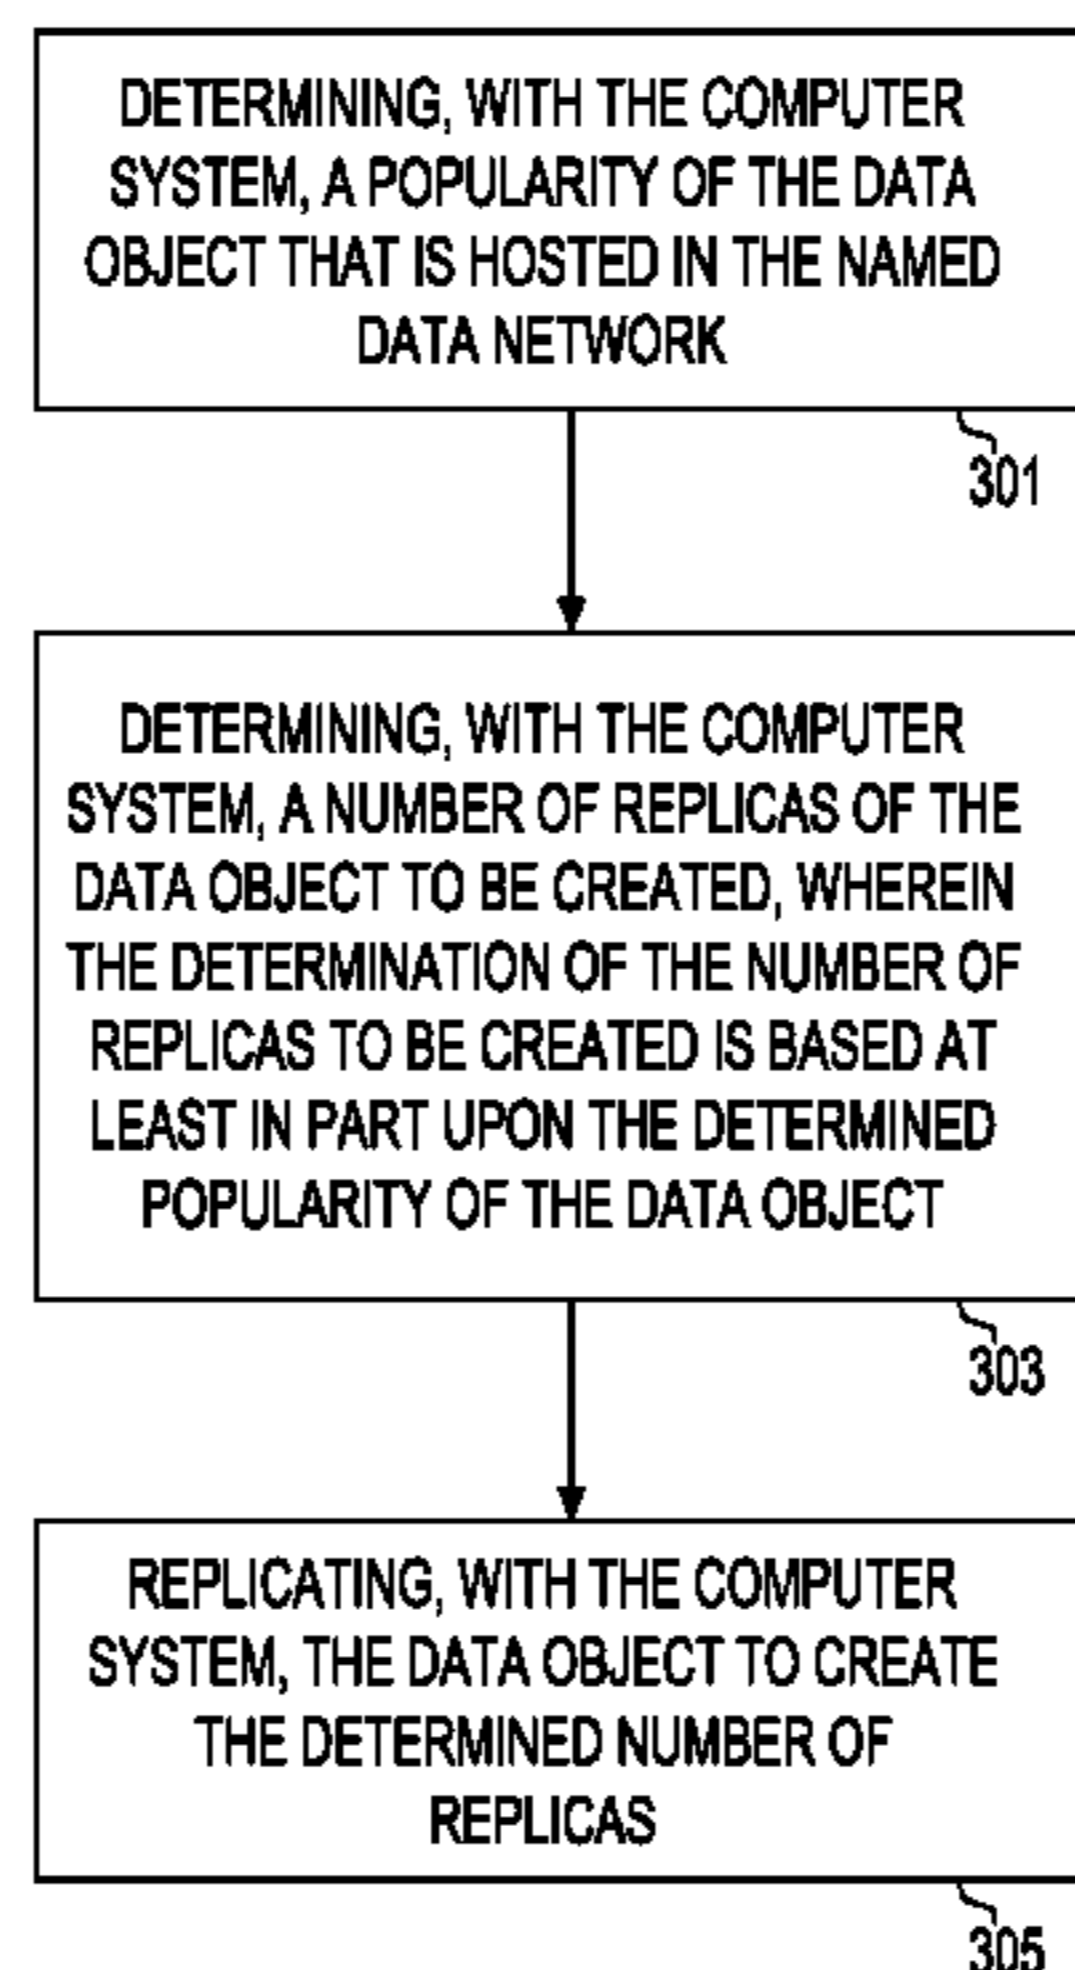 DETERMINING, WITH THE COMPUTER
SYSTEM, A POPULARITY OF THE DATA
OBJECT THAT IS HOSTED IN THE NAMED
DATA NETWORK
301
DETERMINING, WITH THE COMPUTER
SYSTEM, A NUMBER OF REPLICAS OF THE
DATA OBJECT TO BE CREATED, WHEREIN
THE DETERMINATION OF THE NUMBER OF
REPLICAS TO BE CREATED IS BASED AT
LEAST IN PART UPON THE DETERMINED
POPULARITY OF THE DATA OBJECT
303
REPLICATING, WITH THE COMPUTER
SYSTEM, THE DATA OBJECT TO CREATE
THE DETERMINED NUMBER OF
REPLICAS
305